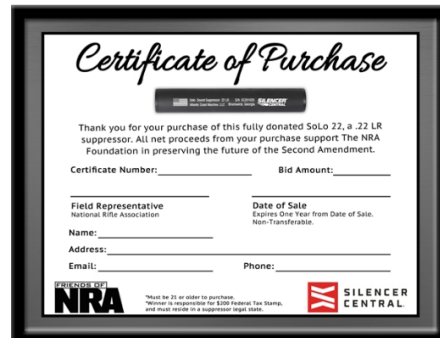 Certificate of Purchase
SILENCER
Thank you for your purchase of this fully donated SoLo 22, a .22 LR
suppressor. All net proceeds from your purchase support The NRA
Foundation in preserving the future of the Second Amendment.
Certificate Number: Bid Amount:
Field Representative Date of Sale
National Rifle Association Expires One Year from Date of Sale.
Non-Transferable.
Name:
Address:
Email: Phone:
FRIENDS OF
NRA
*Must be 21 or older to purchase.
*Winner is responsible for $200 Federal Tax Stamp,
and must reside in a suppressor legal state.
SILENCER
CENTRAL